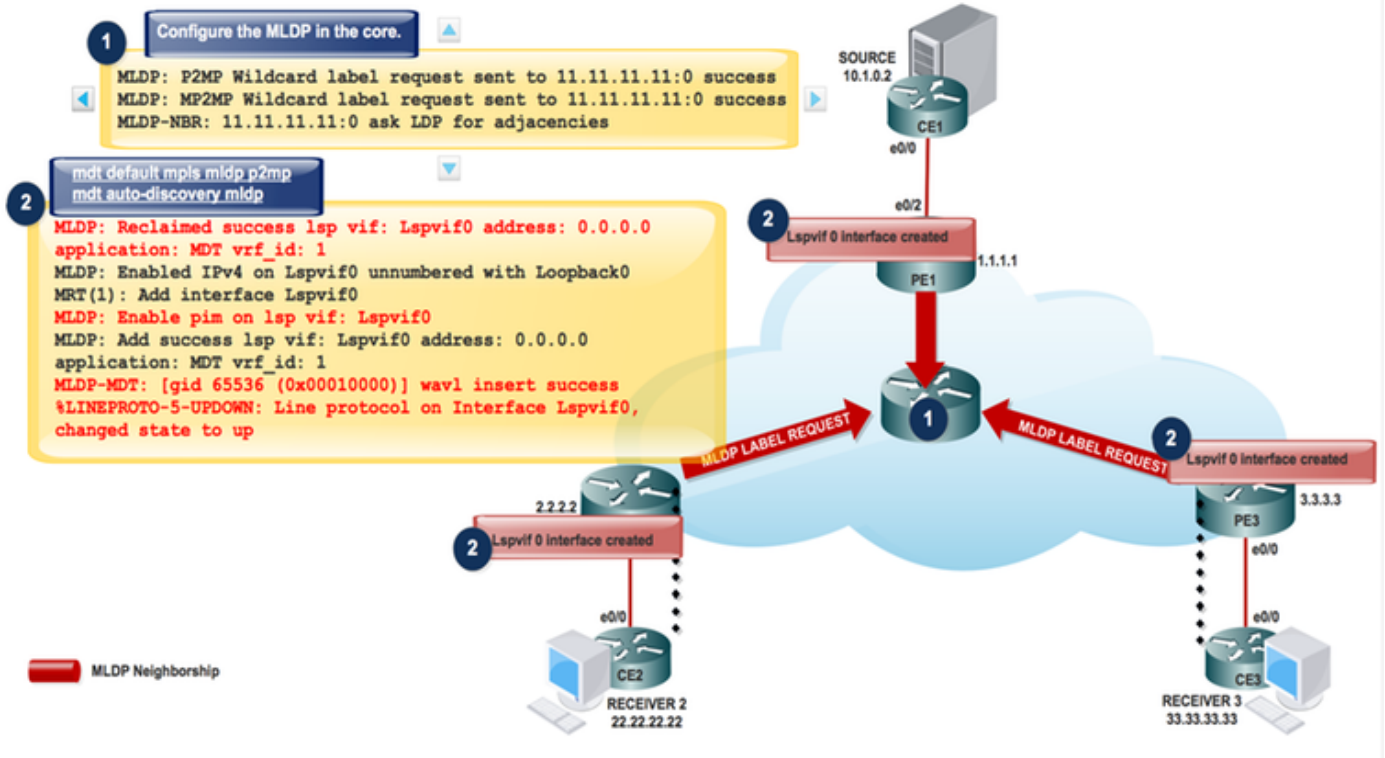 1
Configure the MLDP in the core.
MLDP: P2MP Wildcard label request sent to 11.11.11.11:0 success
MLDP: MP2MP Wildcard label request sent to 11.11.11.11:0 success
MLDP-NBR: 11.11.11.11:0 ask LDP for adjacencies
2
mdt default mpls mldp p2mp
mdt auto-discovery mldp
MLDP: Reclaimed success lsp vif: Lspvif0 address: 0.0.0.0
application: MDT vrf_id: 1
MLDP: Enabled IPv4 on Lspvif0 unnumbered with Loopback0
MRT(1): Add interface Lspvif0
MLDP: Enable pim on lsp vif: Lspvif0
MLDP: Add success lsp vif: Lspvif0 address: 0.0.0.0
application: MDT vrf_id: 1
MLDP-MDT: [gid 65536 (0x00010000)] wavl insert success
%LINEPROTO-5-UPDOWN: Line protocol on Interface Lspvif0,
changed state to up
SOURCE
10.1.0.2
CE1
e0/0
e0/2
2
Lspvif 0 interface created
1.1.1.1
PE1
1
MLDP LABEL REQUEST
MLDP LABEL REQUEST
2
Lspvif 0 interface created
3.3.3.3
PE3
e0/0
2.2.2.2
2
Lspvif 0 interface created
e0/0
CE2
RECEIVER 2
22.22.22.22
e0/0
CE3
RECEIVER 3
33.33.33.33
MLDP Neighborship